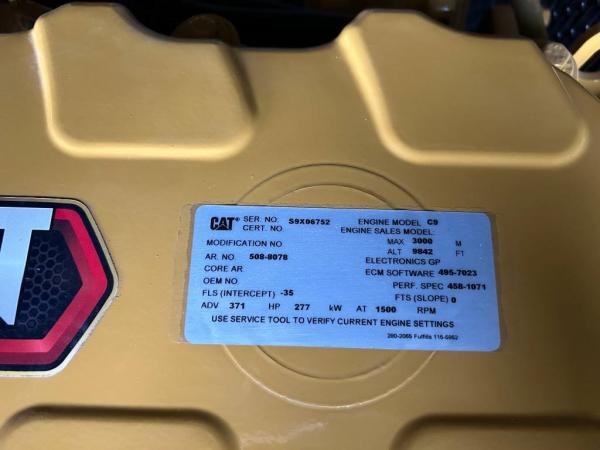 CAT® SER. NO. S9X06752 ENGINE MODEL C9
CERT. NO. ENGINE SALES MODEL:
MODIFICATION NO MAX 3000 M
AR. NO. 508-8078 ALT 9842 FT
CORE AR ELECTRONICS GP
OEM NO. ECM SOFTWARE 495-7023
FLS (INTERCEPT) -35 PERF. SPEC 458-1071
FTS (SLOPE) 0
ADV 371 HP 277 kW AT 1500 RPM
USE SERVICE TOOL TO VERIFY CURRENT ENGINE SETTINGS
Fulfills
T